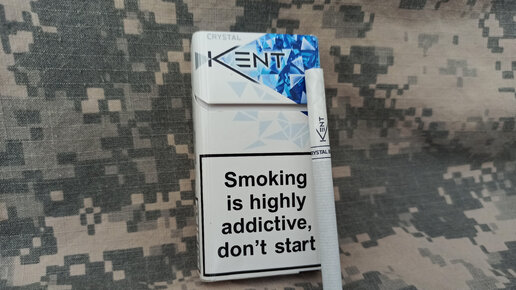 CRYSTAL
KENT
KENT
CRYSTAL
Smoking
is highly
addictive,
don't start